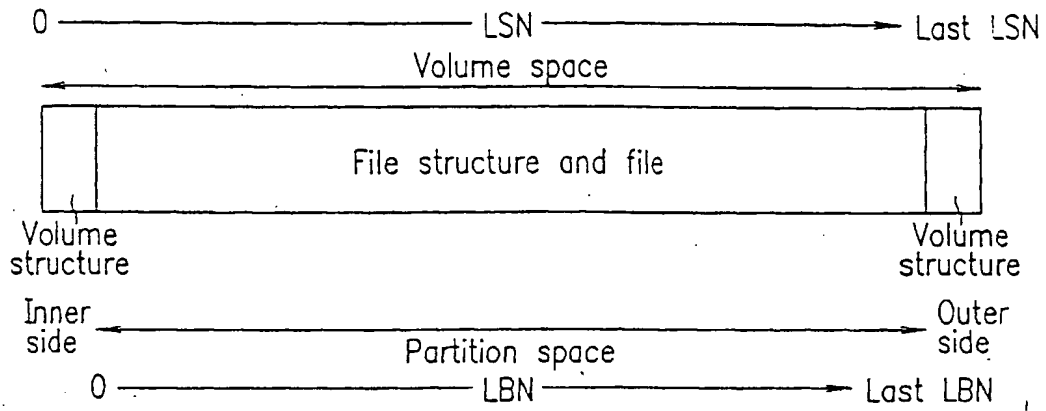 0 LSN Last LSN
Volume space
File structure and file
Volume structure
Volume structure
Inner side
Outer side
Partition space
0 LBN Last LBN